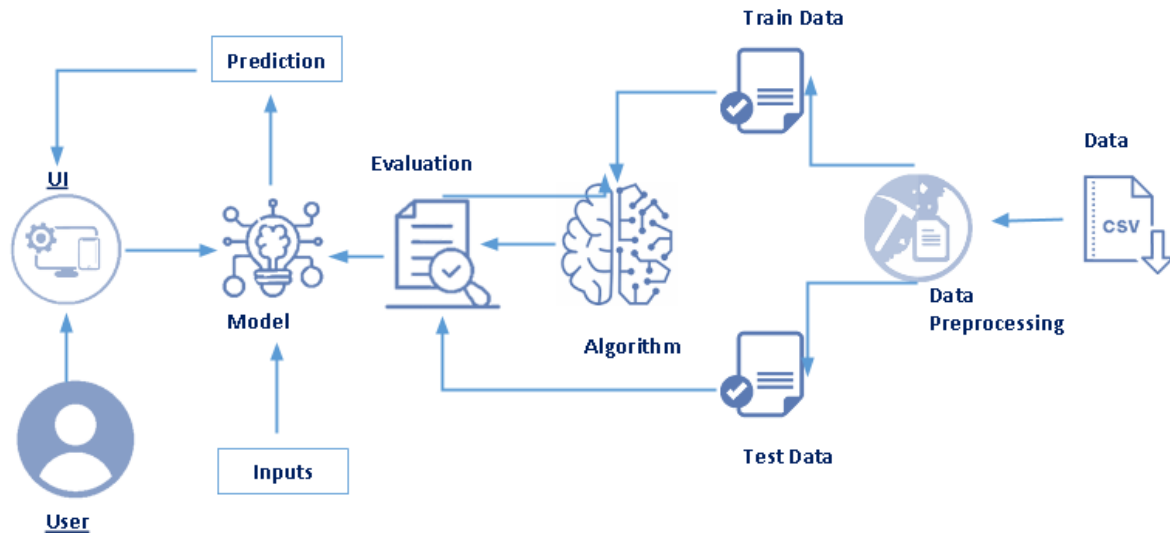 Train Data
Prediction
Data
Evaluation
UI
CSV
Data
Preprocessing
Model
Algorithm
Test Data
Inputs
User